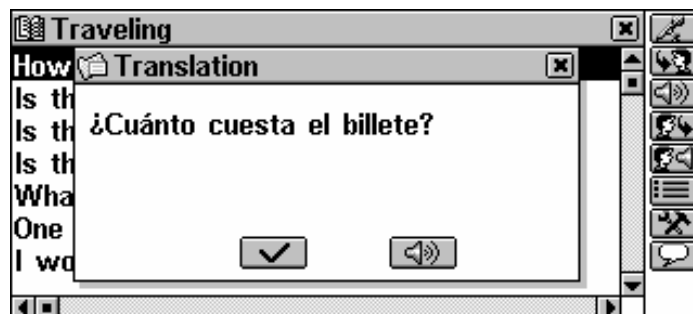 Traveling
How
Translation
Is th
¿Cuánto cuesta el billete?
Is th
Is th
Wha
One
I wo